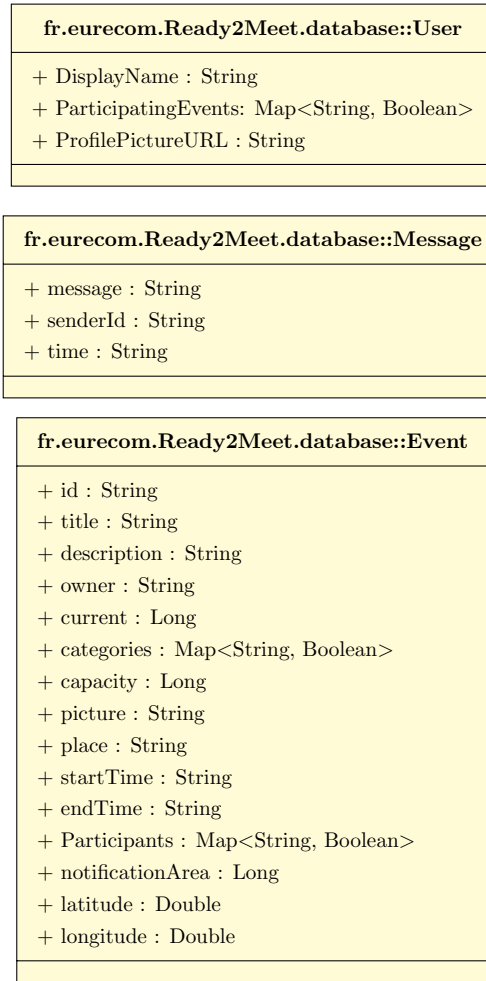 fr.eurecom.Ready2Meet.database::User
+ DisplayName : String
+ ParticipatingEvents: Map<String, Boolean>
+ ProfilePictureURL : String
fr.eurecom.Ready2Meet.database::Message
+ message : String
+ senderId : String
+ time : String
fr.eurecom.Ready2Meet.database::Event
+ id : String
+ title : String
+ description : String
+ owner : String
+ current : Long
+ categories : Map<String, Boolean>
+ capacity : Long
+ picture : String
+ place : String
+ startTime : String
+ endTime : String
+ Participants : Map<String, Boolean>
+ notificationArea : Long
+ latitude : Double
+ longitude : Double